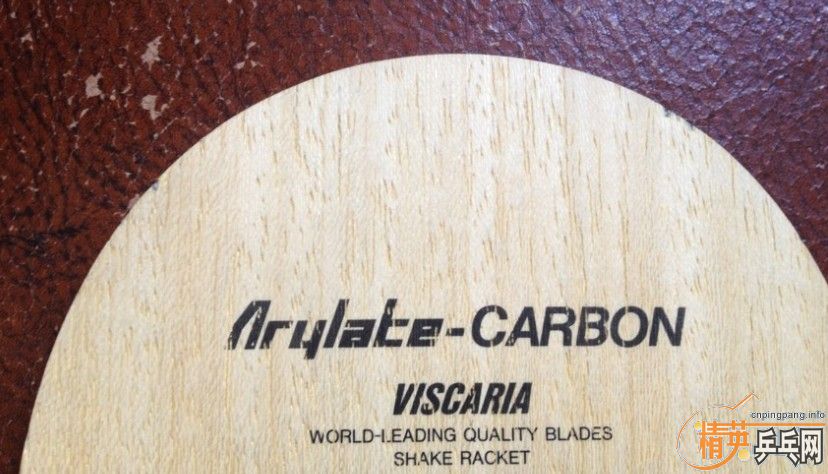 Arylate-CARBON
VISCARIA
WORLD-LEADING QUALITY BLADES
SHAKE RACKET
cnpingpang.info
精英乒乓网